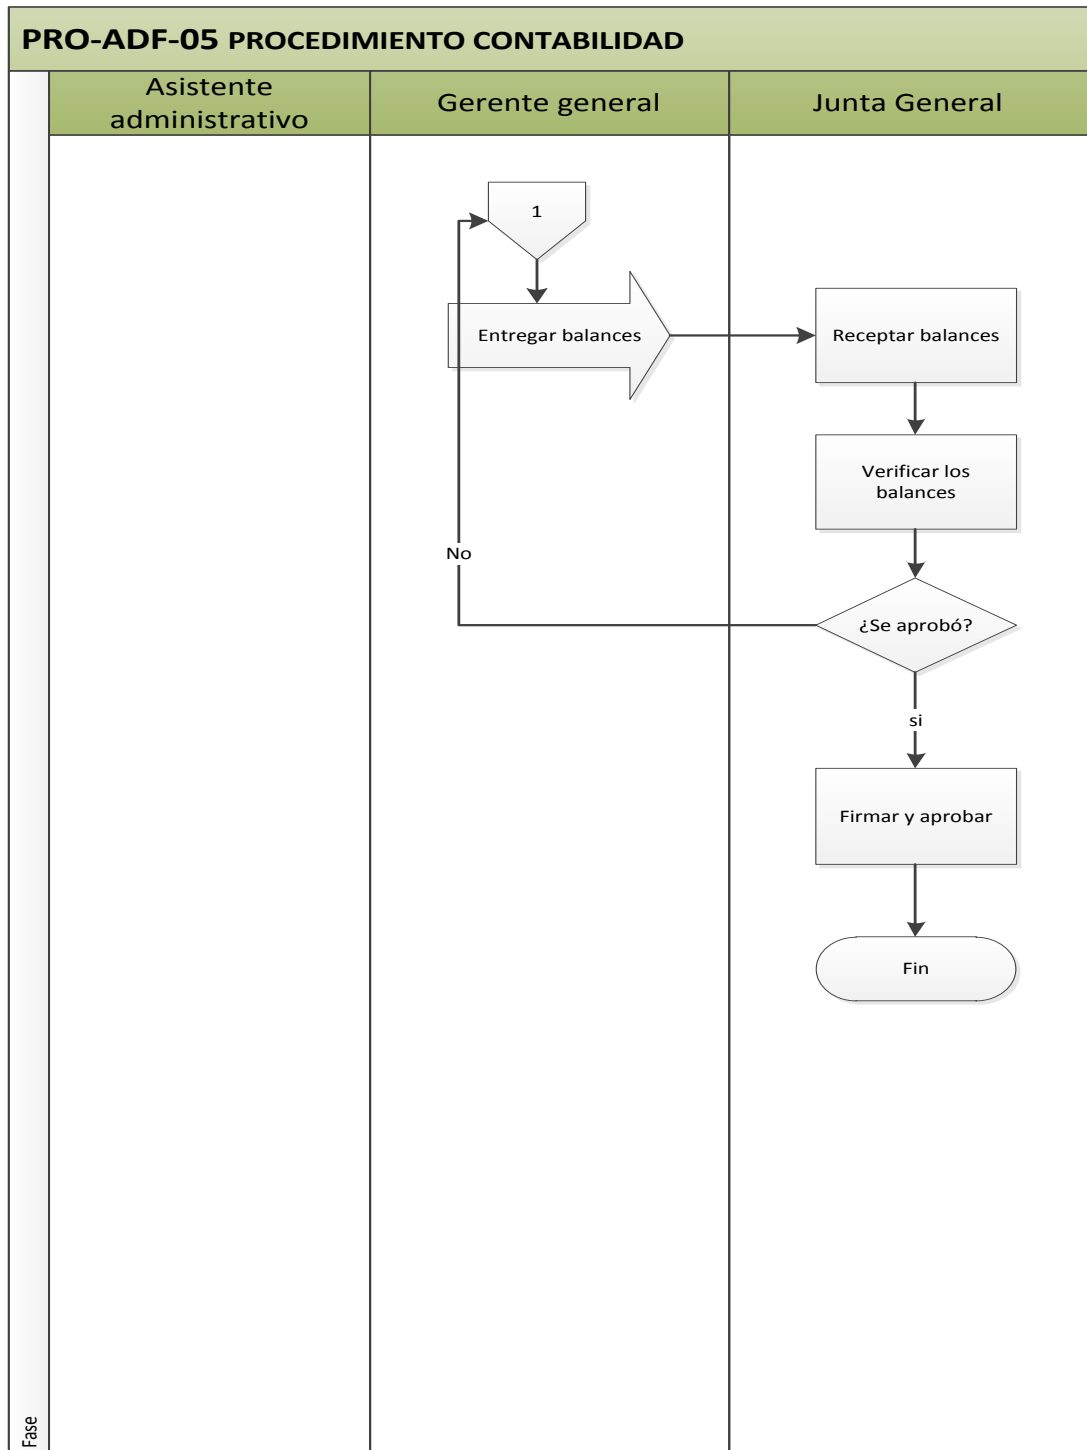 PRO-ADF-05 PROCEDIMIENTO CONTABILIDAD
Asistente
administrativo
Gerente general
Junta General
1
Entregar balances
Receptar balances
Verificar los
balances
No
¿Se aprobó?
si
Firmar y aprobar
Fin
Fase